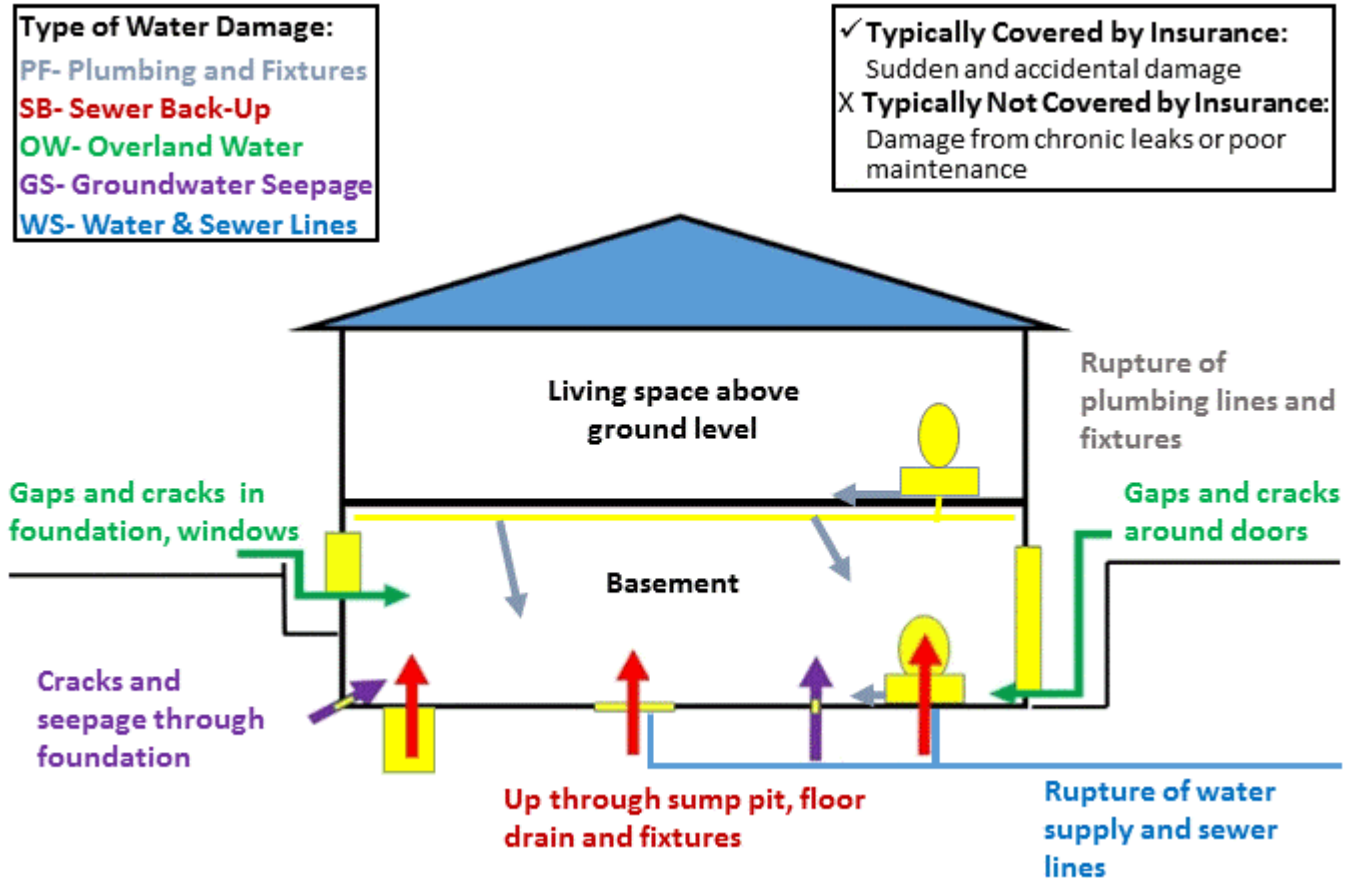 Type of Water Damage:
PF- Plumbing and Fixtures
SB- Sewer Back-Up
OW- Overland Water
GS- Groundwater Seepage
WS- Water & Sewer Lines
✓ Typically Covered by Insurance:
Sudden and accidental damage
X Typically Not Covered by Insurance:
Damage from chronic leaks or poor
maintenance
Living space above
ground level
Rupture of
plumbing lines and
fixtures
Gaps and cracks in
foundation, windows
Gaps and cracks
around doors
Basement
Cracks and
seepage through
foundation
Up through sump pit, floor
drain and fixtures
Rupture of water
supply and sewer
lines